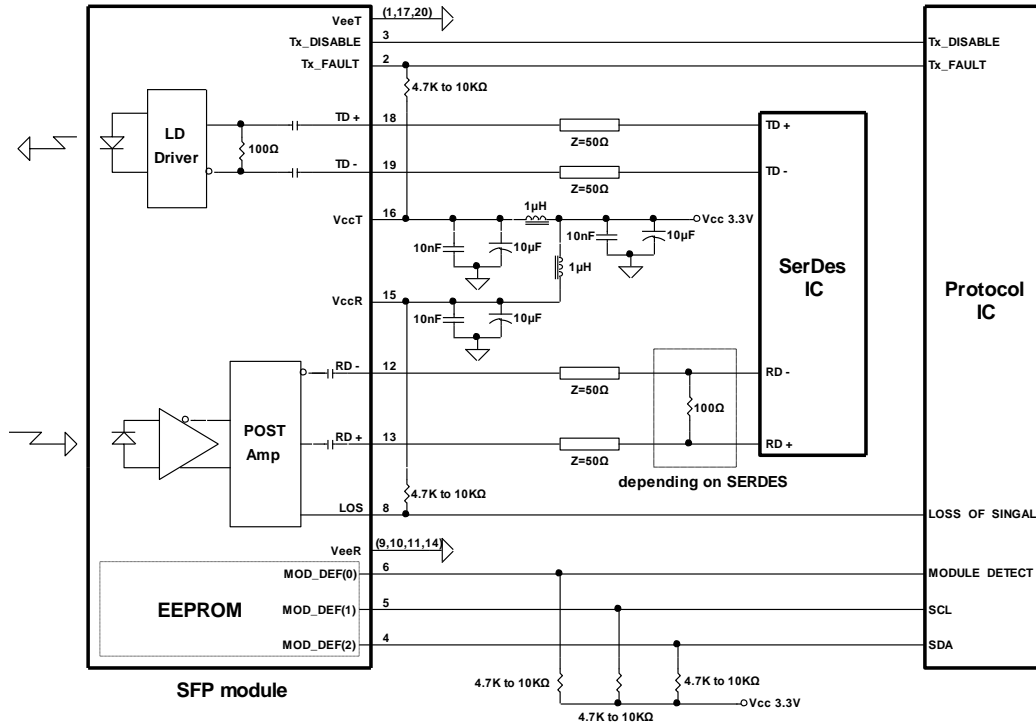 VeeT (1,17,20)
Tx_DISABLE 3 Tx_DISABLE
Tx_FAULT 2 Tx_FAULT
4.7K to 10KΩ
LD
Driver
100Ω
TD + 18 Z=50Ω TD +
TD - 19 Z=50Ω TD -
1µH
VccT 16 Vcc 3.3V
10nF 10µF 10nF 10µF
1µH
VccR 15
10nF 10µF
SerDes
IC
Protocol
IC
RD - 12 Z=50Ω RD -
100Ω
POST
Amp
RD + 13 Z=50Ω RD +
depending on SERDES
4.7K to 10KΩ
LOS 8 LOSS OF SINGAL
VeeR (9,10,11,14)
MOD_DEF(0) 6 MODULE DETECT
EEPROM
MOD_DEF(1) 5 SCL
MOD_DEF(2) 4 SDA
4.7K to 10KΩ 4.7K to 10KΩ
SFP module
Vcc 3.3V
4.7K to 10KΩ